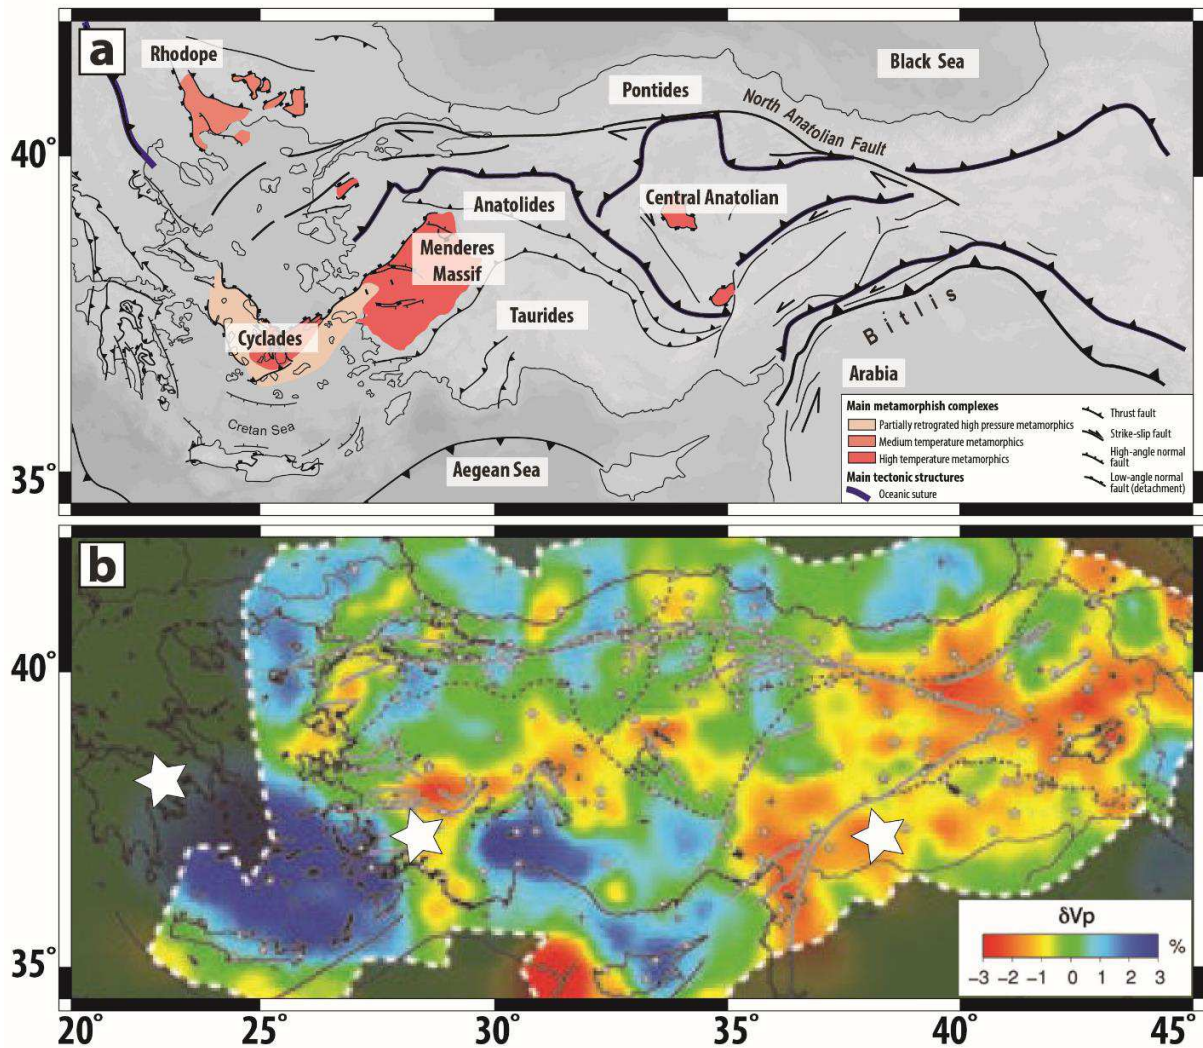 a
Rhodope
Black Sea
Pontides
North Anatolian Fault
40°
Central Anatolian
Anatolides
Menderes
Massif
Taurides
Cyclades
Bitlis
Arabia
Cretan Sea
Aegean Sea
35°
Main metamorphish complexes
Partially retrograted high pressure metamorphics
Medium temperature metamorphics
High temperature metamorphics
Main tectonic structures
Oceanic suture
Thrust fault
Strike-slip fault
High-angle normal
fault
Low-angle normal
fault (detachment)
b
40°
35°
δVp
%
-3 -2 -1 0 1 2 3
20° 25° 30° 35° 40° 45°